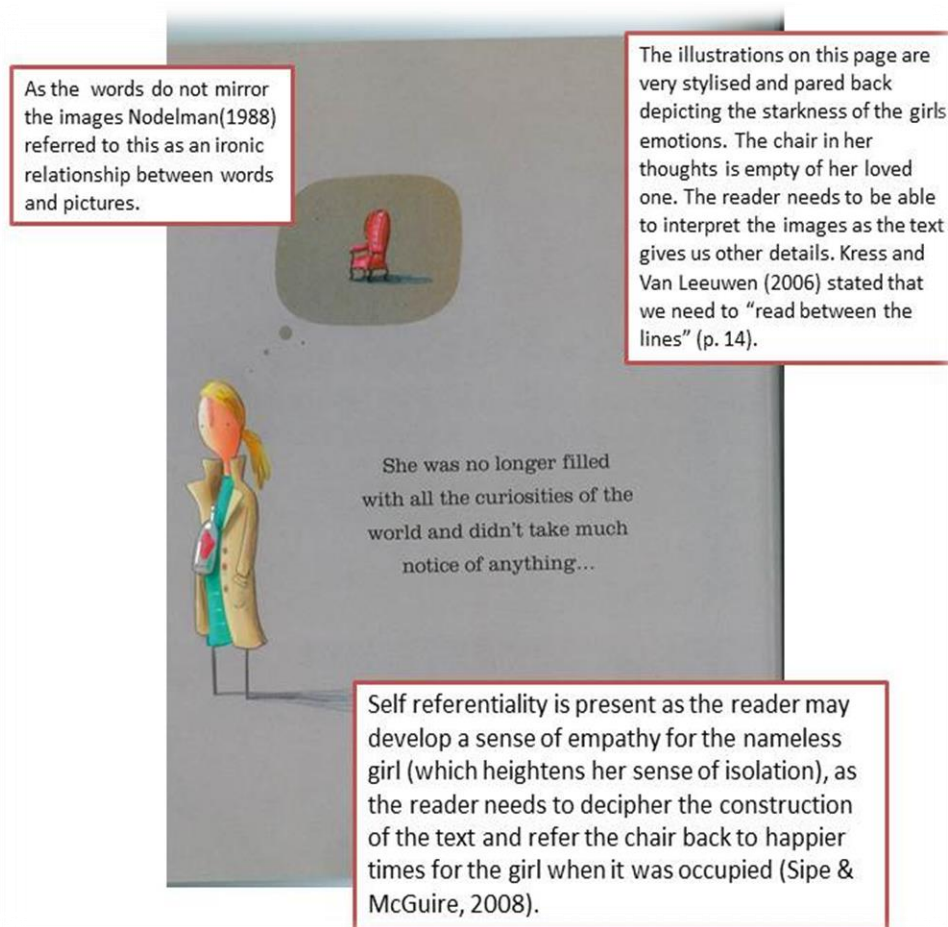 As the words do not mirror
the images Nodelman(1988)
referred to this as an ironic
relationship between words
and pictures.
The illustrations on this page are
very stylised and pared back
depicting the starkness of the girls
emotions. The chair in her
thoughts is empty of her loved
one. The reader needs to be able
to interpret the images as the text
gives us other details. Kress and
Van Leeuwen (2006) stated that
we need to “read between the
lines” (p. 14).
She was no longer filled
with all the curiosities of the
world and didn't take much
notice of anything...
Self referentiality is present as the reader may
develop a sense of empathy for the nameless
girl (which heightens her sense of isolation), as
the reader needs to decipher the construction
of the text and refer the chair back to happier
times for the girl when it was occupied (Sipe &
McGuire, 2008).